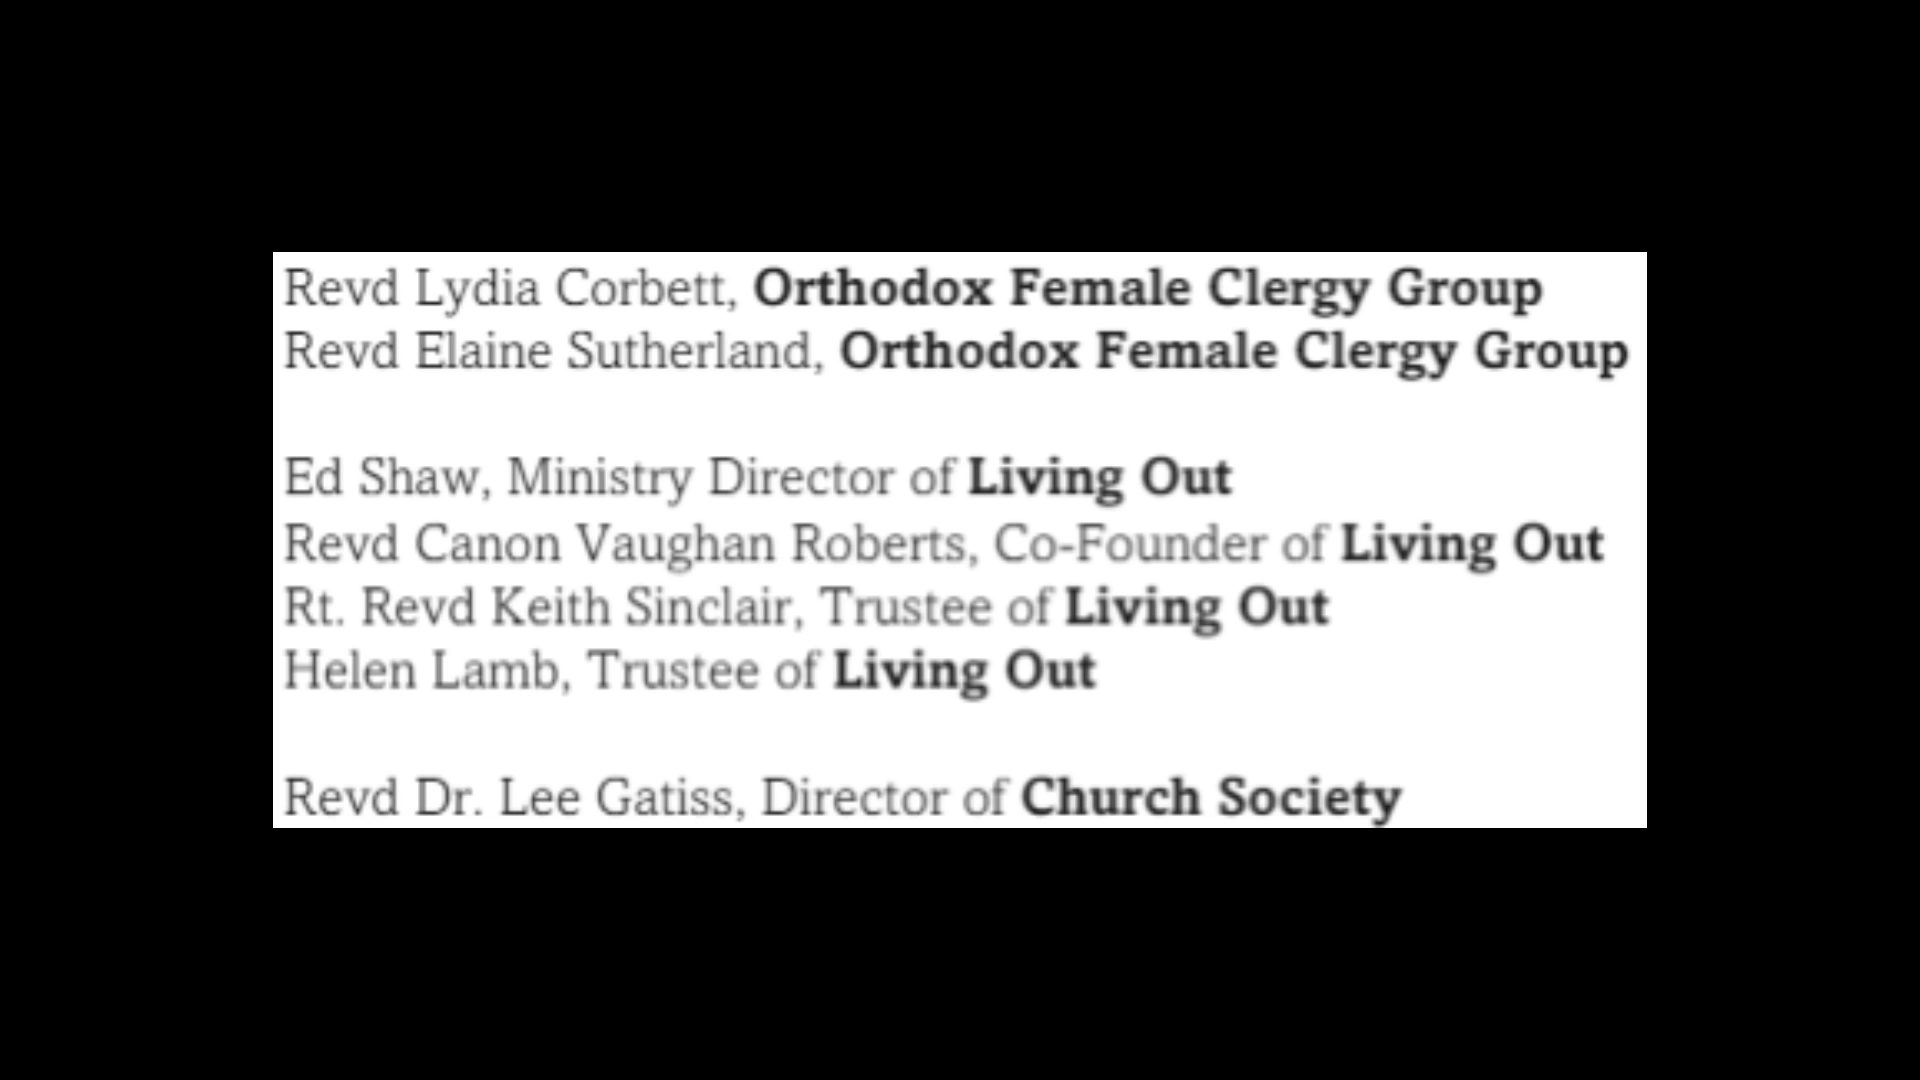 Revd Lydia Corbett, Orthodox Female Clergy Group
Revd Elaine Sutherland, Orthodox Female Clergy Group
Ed Shaw, Ministry Director of Living Out
Revd Canon Vaughan Roberts, Co-Founder of Living Out
Rt. Revd Keith Sinclair, Trustee of Living Out
Helen Lamb, Trustee of Living Out
Revd Dr. Lee Gatiss, Director of Church Society